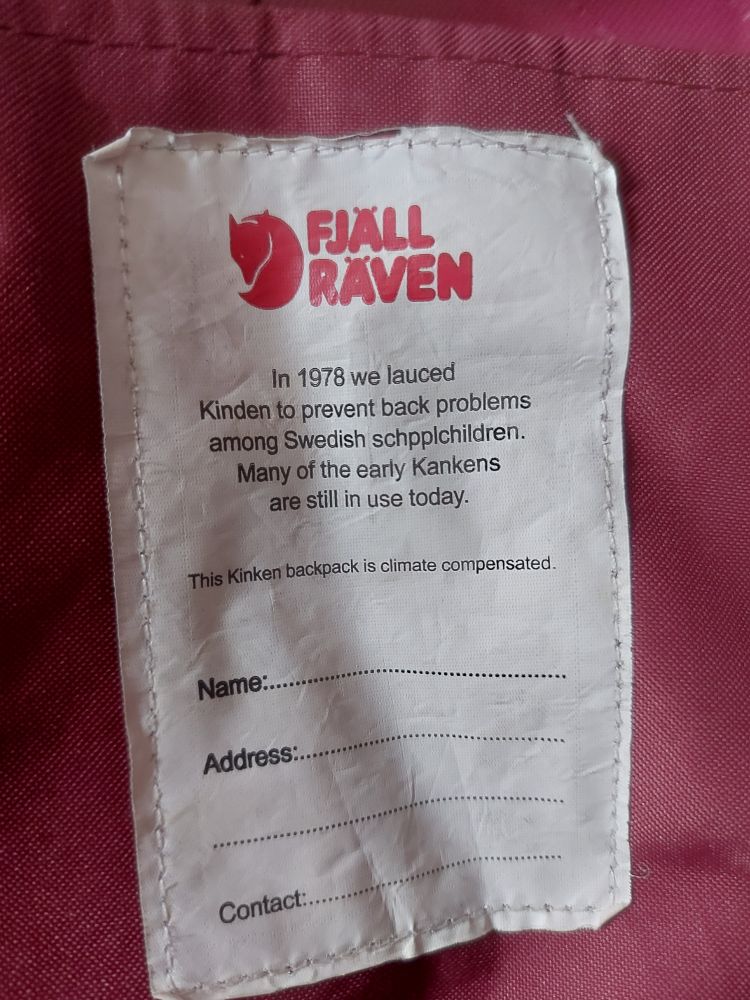 FJÄLL
RÄVEN
In 1978 we lauced
Kinden to prevent back problems
among Swedish schpplchildren.
Many of the early Kankens
are still in use today.
This Kinken backpack is climate compensated.
Name:
Address:
Contact: